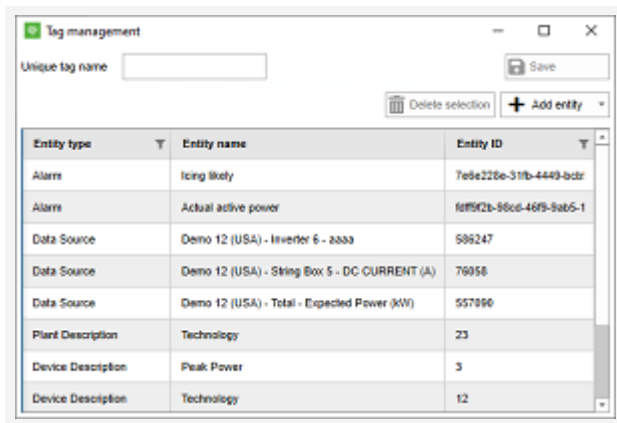 Tag management
Unique tag name
Save
Delete selection
Add entity
Entity type Entity name Entity ID
Alarm Icing likely
Alarm Actual active power
Data Source Demo 12 (USA) - Inverter 6 - aaaa 586247
Data Source Demo 12 (USA) - String Box 5 - DC CURRENT (A) 76058
Data Source Demo 12 (USA) - Total - Expected Power (kW) 557090
Plant Description Technology 23
Device Description Peak Power 3
Device Description Technology 12